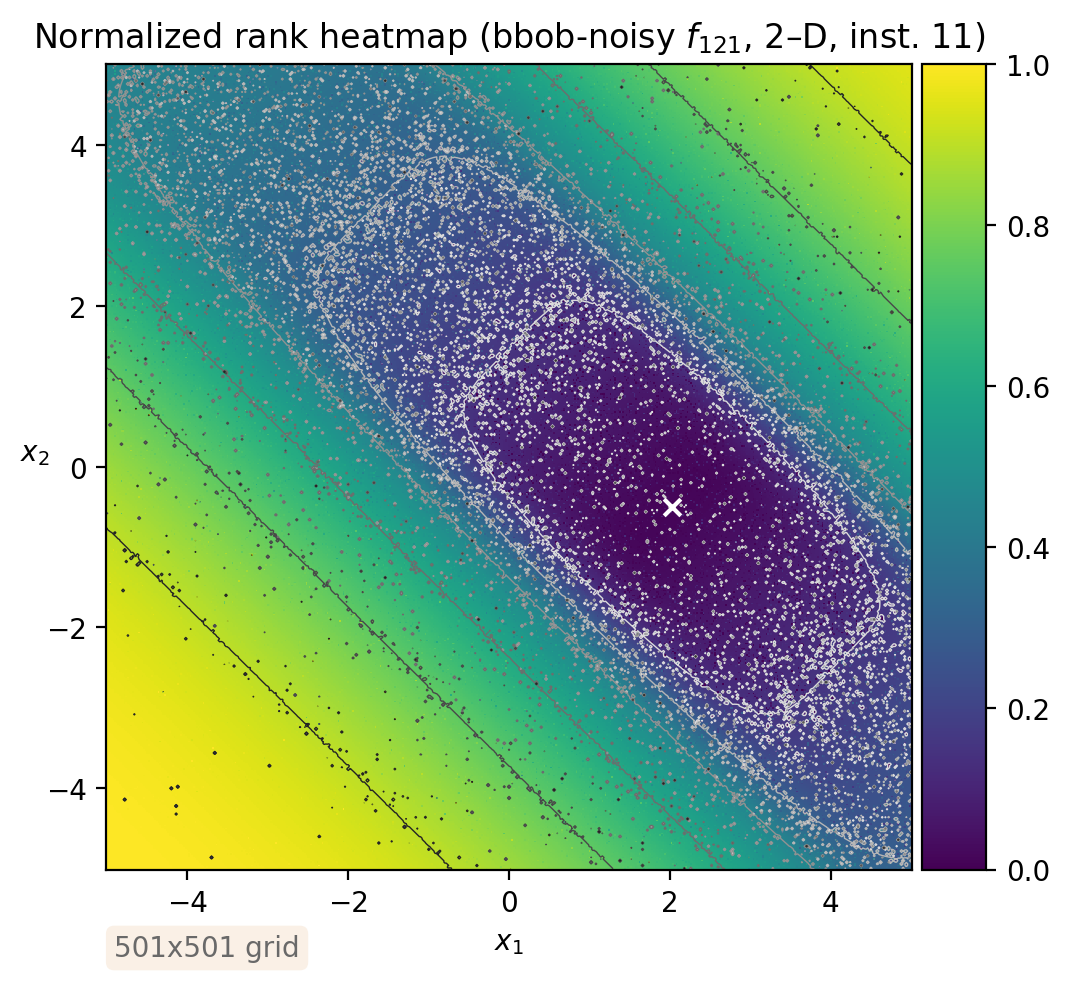 Normalized rank heatmap (bbob-noisy f₁₂₁, 2–D, inst. 11)
1.0
0.8
0.6
0.4
0.2
0.0
4
2
0
−2
−4
x₂
−4 −2 0 2 4
x₁
501x501 grid